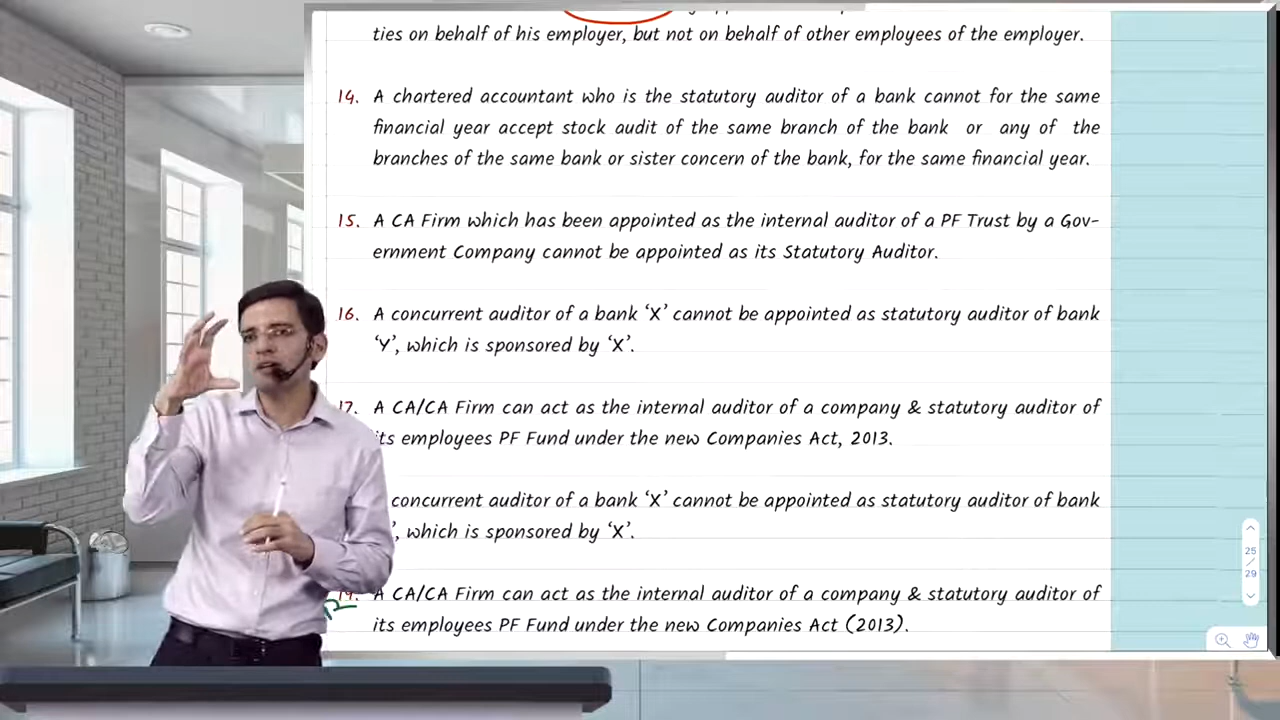 ties on behalf of his employer, but not on behalf of other employees of the employer.
14. A chartered accountant who is the statutory auditor of a bank cannot for the same
financial year accept stock audit of the same branch of the bank or any of the
branches of the same bank or sister concern of the bank, for the same financial year.
15. A CA Firm which has been appointed as the internal auditor of a PF Trust by a Gov-
ernment Company cannot be appointed as its Statutory Auditor.
16. A concurrent auditor of a bank ‘X’ cannot be appointed as statutory auditor of bank
‘Y’, which is sponsored by ‘X’.
17. A CA/CA Firm can act as the internal auditor of a company & statutory auditor of
its employees PF Fund under the new Companies Act, 2013.
concurrent auditor of a bank ‘X’ cannot be appointed as statutory auditor of bank
’, which is sponsored by ‘X’.
19. A CA/CA Firm can act as the internal auditor of a company & statutory auditor of
its employees PF Fund under the new Companies Act (2013).
25
/
29